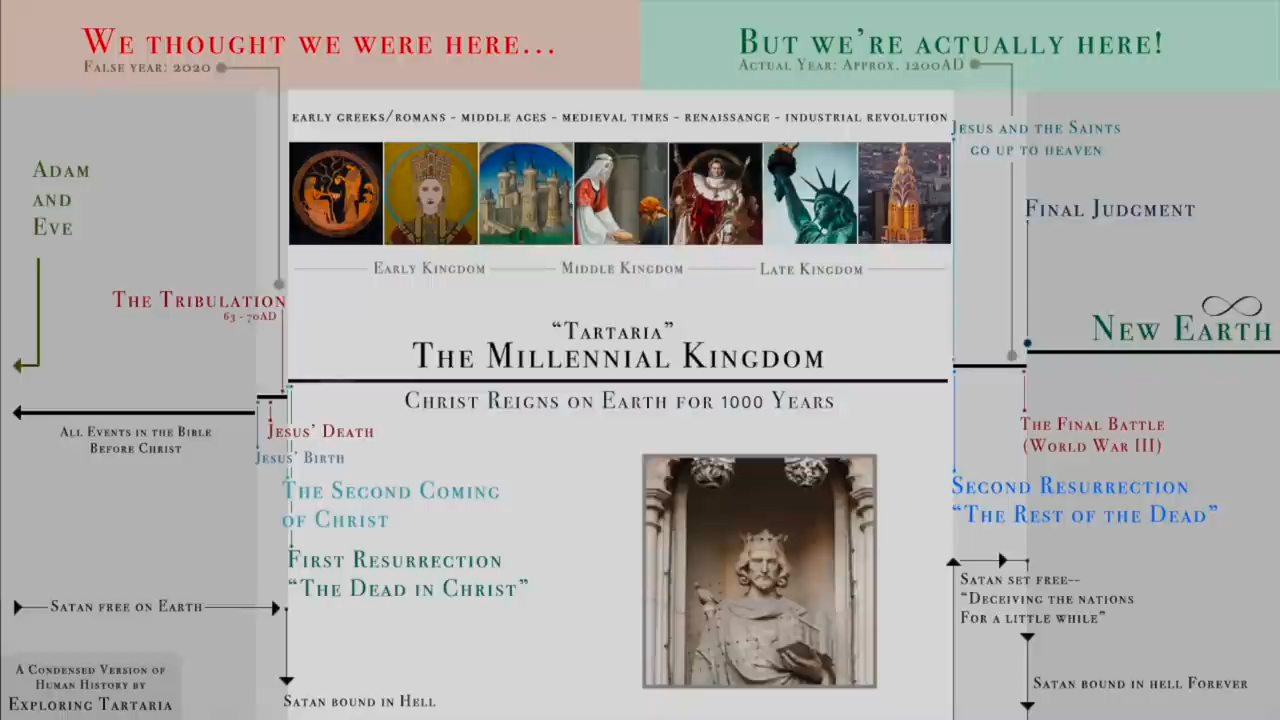 We thought we were here...
False year: 2020
But we're actually here!
Actual Year: Approx. 1200AD
early greeks/romans - middle ages - medieval times - renaissance - industrial revolution
Jesus and the Saints
go up to heaven
Adam
and
Eve
Final Judgment
Early Kingdom
Middle Kingdom
Late Kingdom
The Tribulation
63 - 70AD
New Earth
"Tartaria"
The Millennial Kingdom
Christ Reigns on Earth for 1000 Years
All Events in the Bible
Before Christ
Jesus' Death
Jesus' Birth
The Final Battle
(World War III)
The Second Coming
of Christ
Second Resurrection
"The Rest of the Dead"
First Resurrection
"The Dead in Christ"
Satan set free--
"Deceiving the nations
For a little while"
Satan free on Earth
A Condensed Version of
Human History by
Exploring Tartaria
Satan bound in Hell
Satan bound in hell Forever